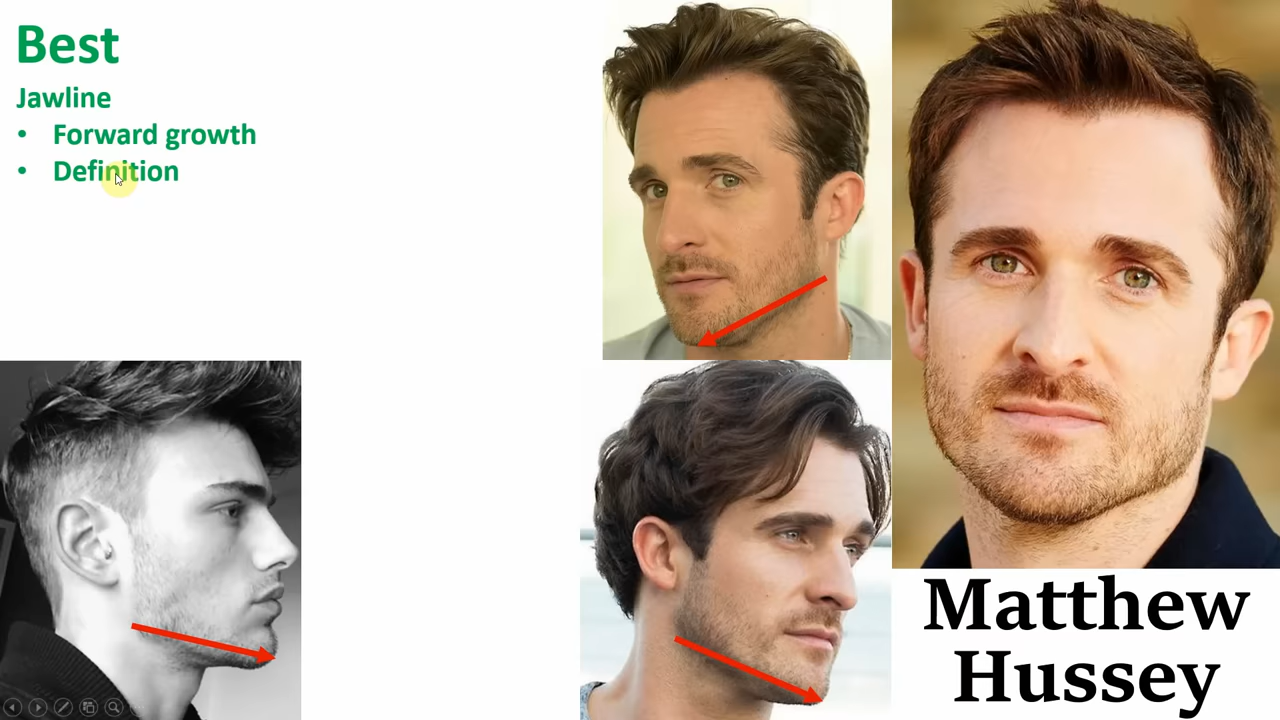 Best
Jawline
• Forward growth
• Definition
Matthew
Hussey